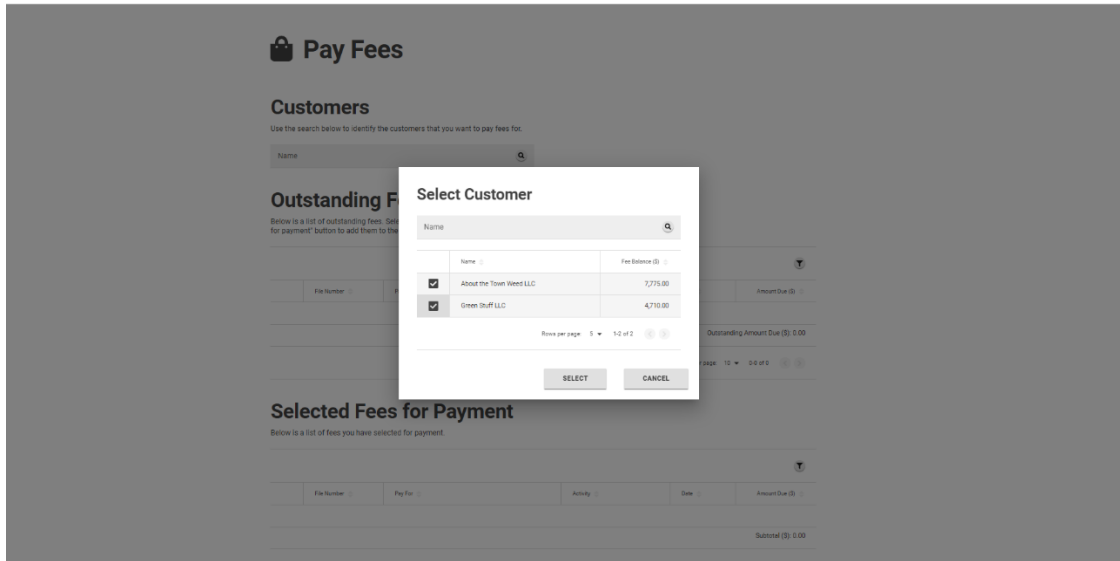 Pay Fees
Customers
Use the search below to identify the customers that you want to pay fees for.
Name
Outstanding F
Below is a list of outstanding fees. Sele
for payment" button to add them to the
File Number
P
Amount Due ($)
Outstanding Amount Due ($): 0.00
r page: 10 0-0 of 0
Select Customer
Name
Name Fee Balance ($)
About the Town Weed LLC 7,775.00
Green Stuff LLC 4,710.00
Rows per page: 5 1-2 of 2
SELECT CANCEL
Selected Fees for Payment
Below is a list of fees you have selected for payment.
File Number Pay For Activity Date Amount Due ($)
Subtotal ($): 0.00